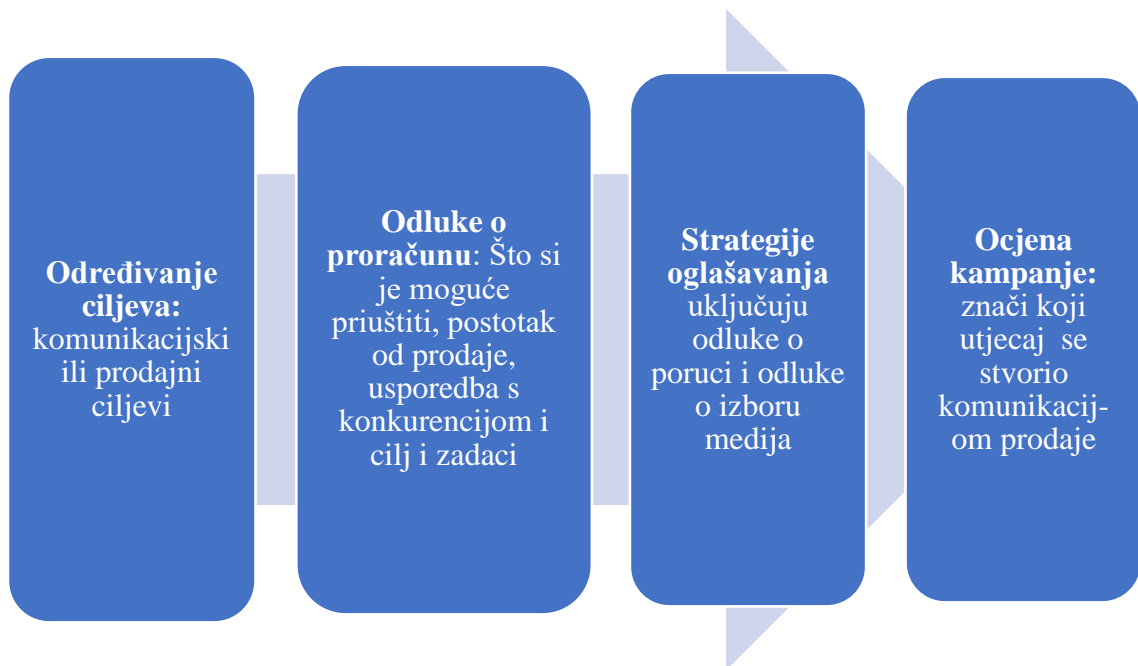 Određivanje
ciljeva:
komunikacijski
ili prodajni
ciljevi
Odluke o
proračunu: Što si
je moguće
priuštiti, postotak
od prodaje,
usporedba s
konkurencijom i
cilj i zadaci
Strategije
oglašavanja
uključuju
odluke o
poruci i odluke
o izboru
medija
Ocjena
kampanje:
znači koji
utjecaj  se
stvorio
komunikacij-
om prodaje